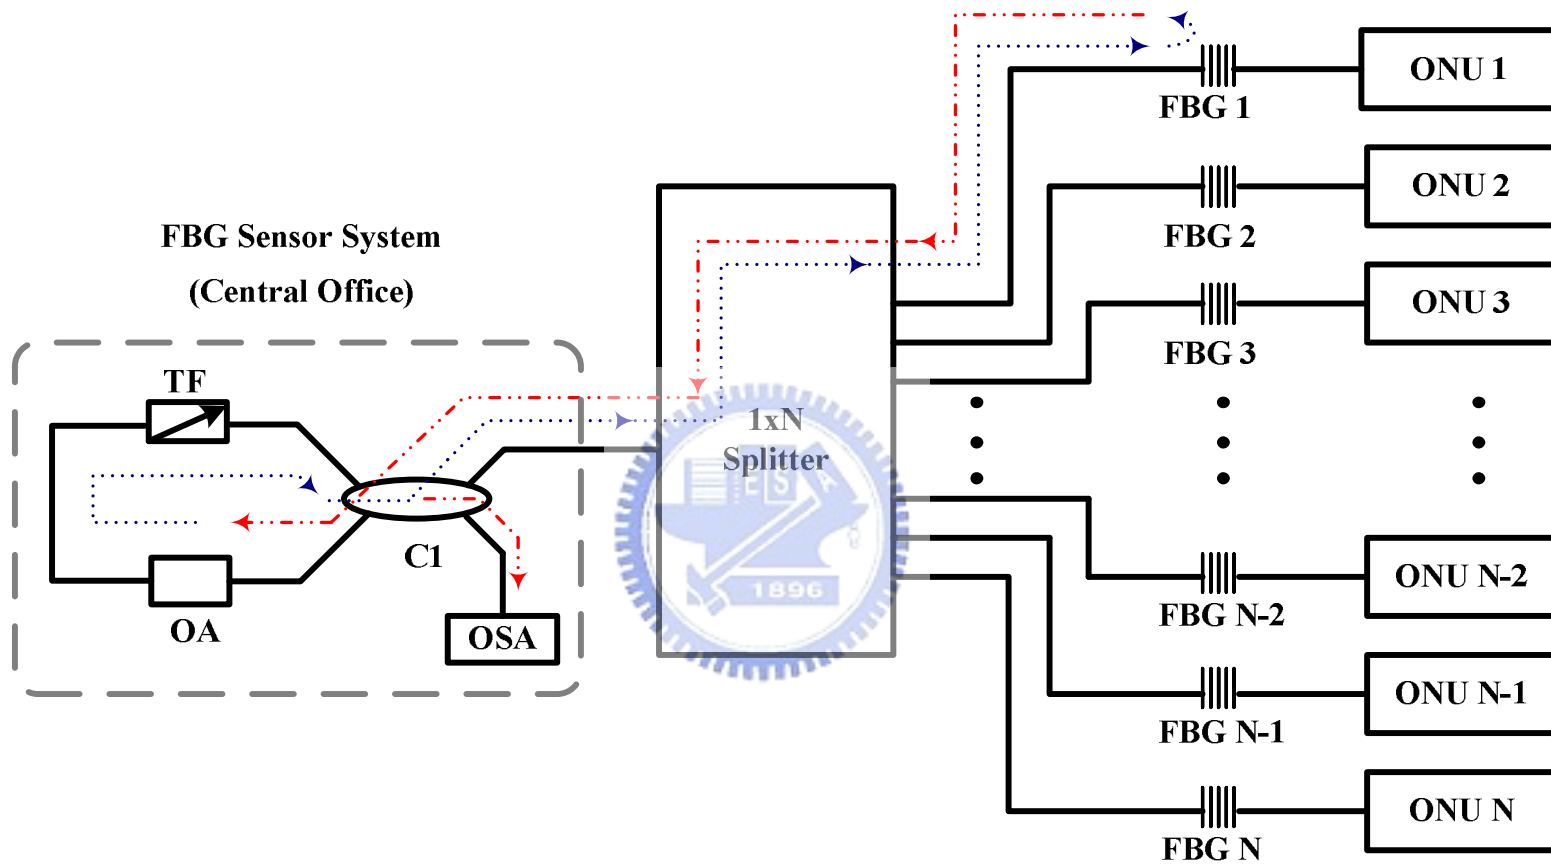 FBG Sensor System
(Central Office)
TF
OA
C1
OSA
1xN
Splitter
ES
A
1896
FBG 1
ONU 1
FBG 2
ONU 2
FBG 3
ONU 3
FBG N-2
ONU N-2
FBG N-1
ONU N-1
FBG N
ONU N